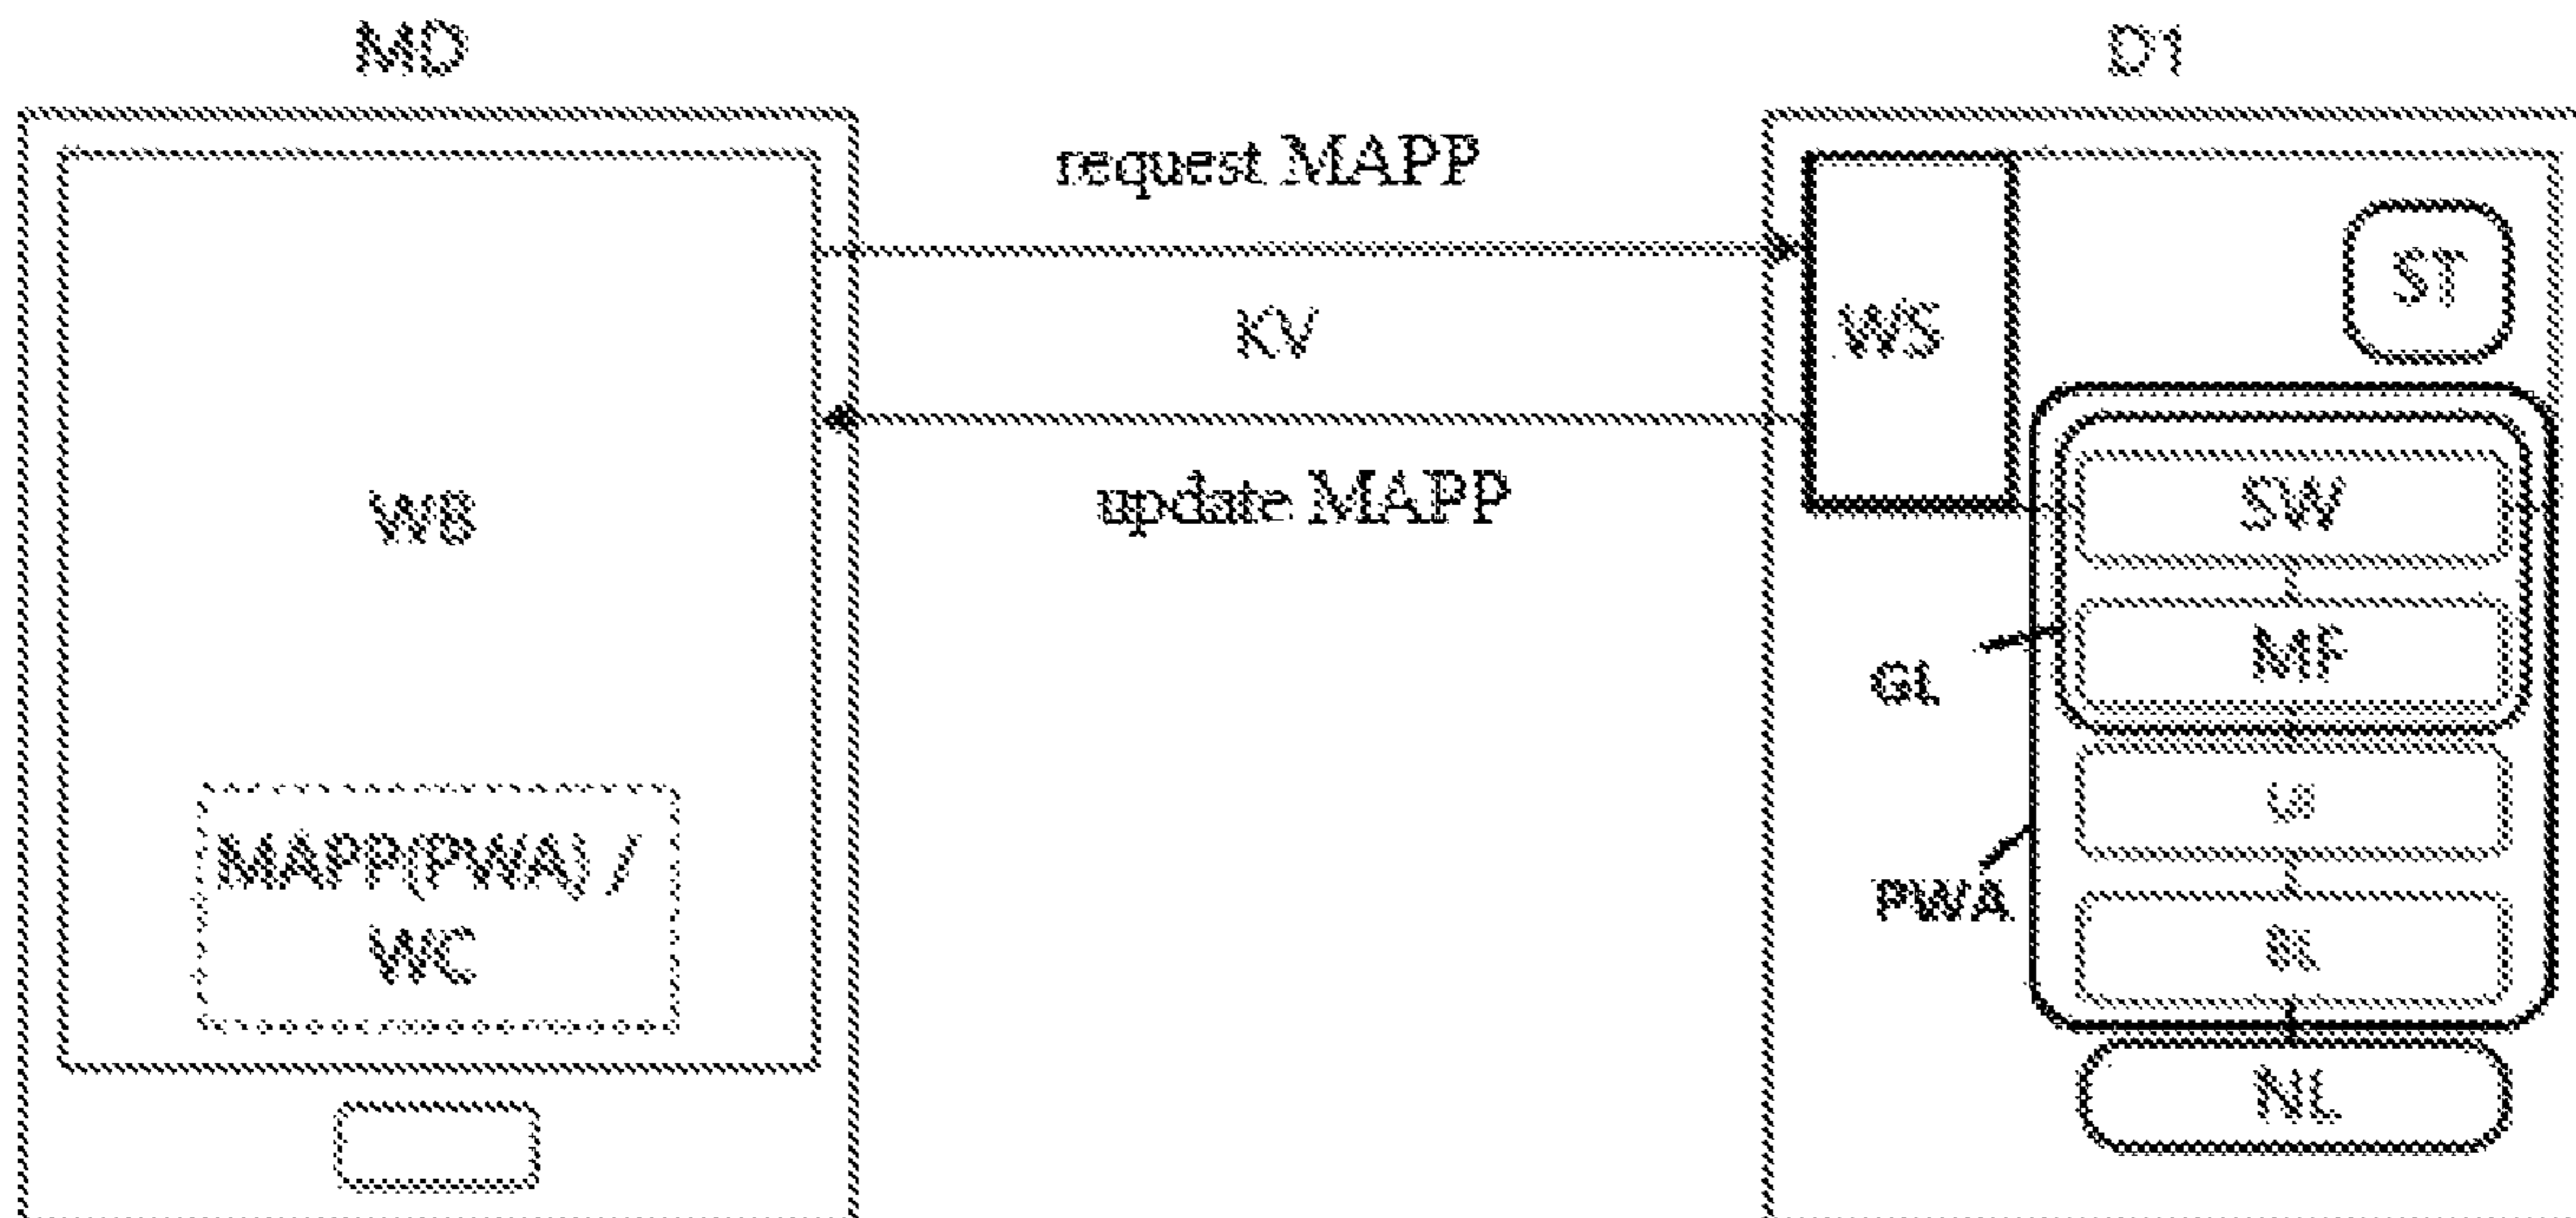 MD
D1
request MAPP
KV
update MAPP
WB
MAPP(PWA) /
WC
WS
ST
SW
MF
GL
PWA
NL